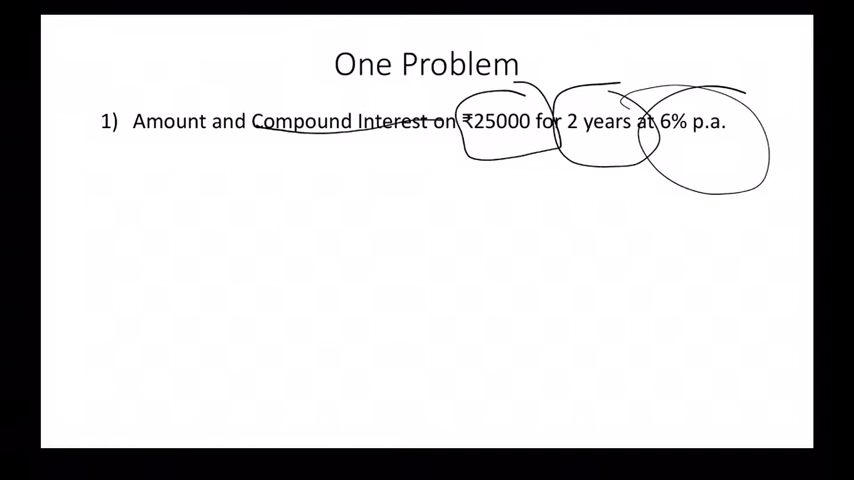 One Problem
1) Amount and Compound Interest on ₹25000 for 2 years at 6% p.a.